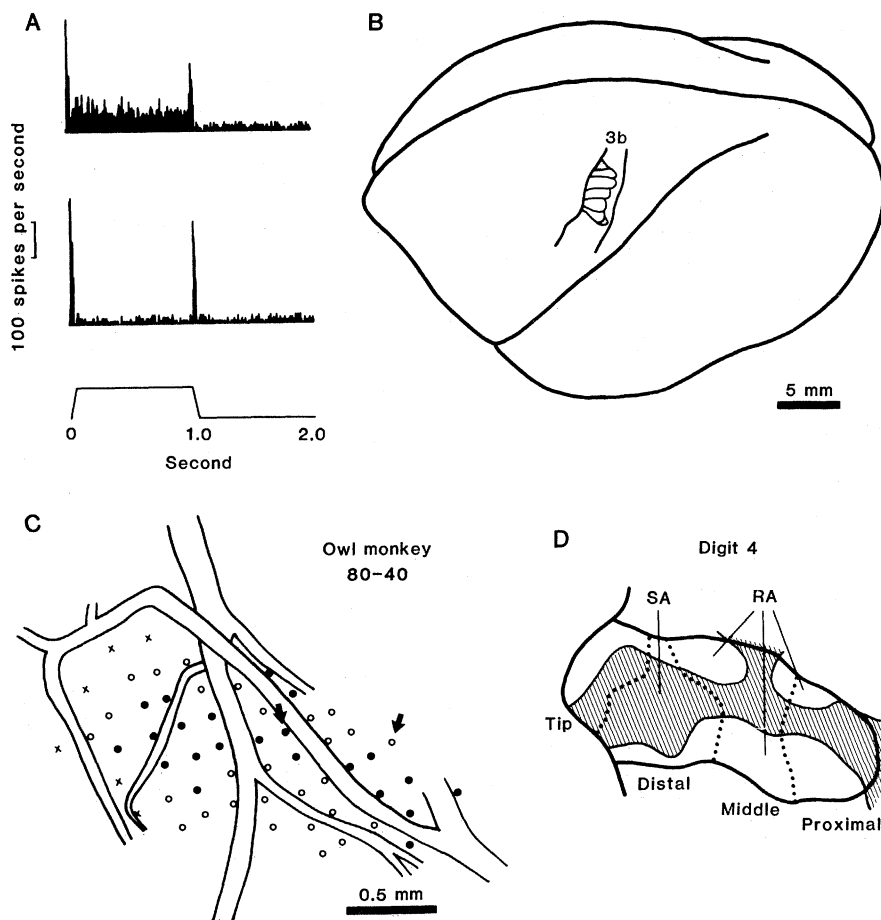 A
100 spikes per second
0 1.0 2.0
Second
B
3b
5 mm
C
Owl monkey
80-40
0.5 mm
D
Digit 4
SA RA
Tip
Distal
Middle
Proximal